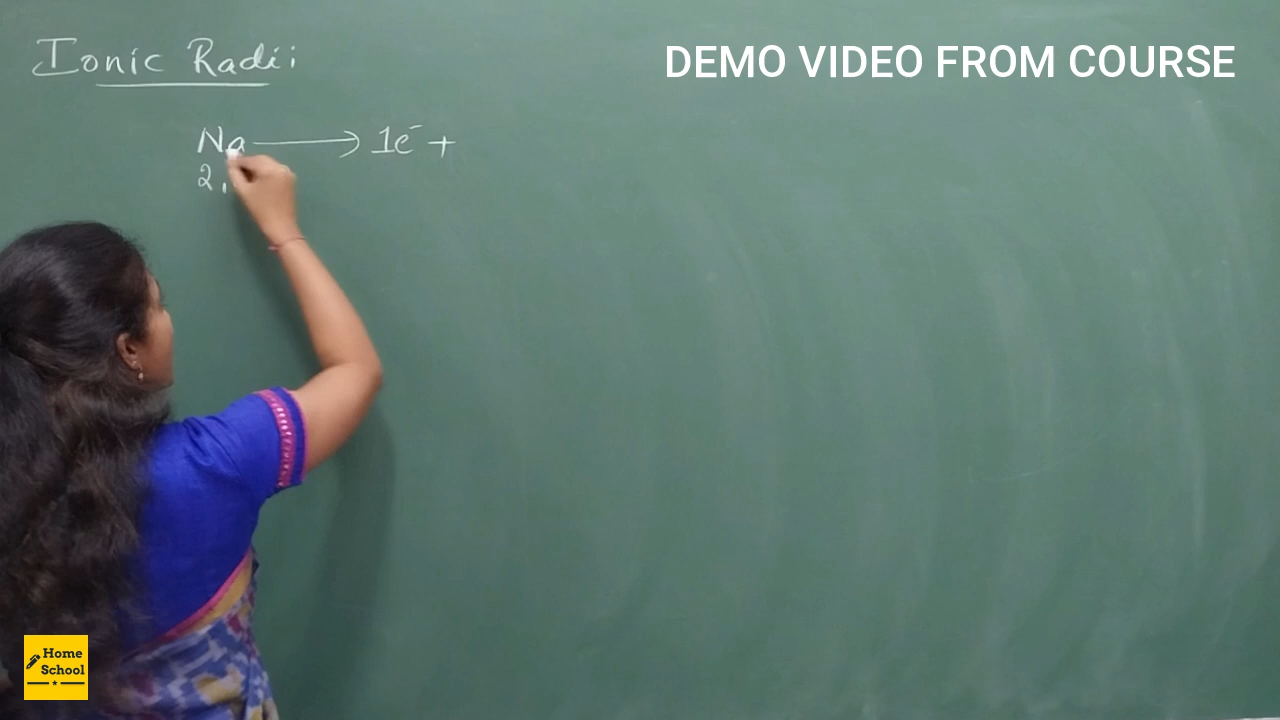 Ionic Radii
DEMO VIDEO FROM COURSE
Na ⟶ 1e⁻ +
2,
Home
School